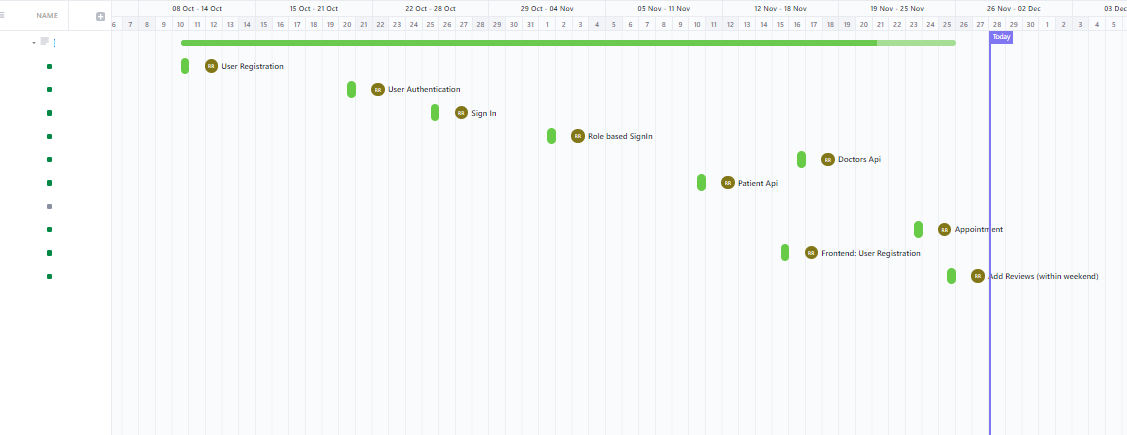 NAME
08 Oct - 14 Oct 15 Oct - 21 Oct 22 Oct - 28 Oct 29 Oct - 04 Nov 05 Nov - 11 Nov 12 Nov - 18 Nov 19 Nov - 25 Nov 26 Nov - 02 Dec 03 Dec
6 7 8 9 10 11 12 13 14 15 16 17 18 19 20 21 22 23 24 25 26 27 28 29 30 31 1 2 3 4 5 6 7 8 9 10 11 12 13 14 15 16 17 18 19 20 21 22 23 24 25 26 27 28 29 30 1 2 3 4 5
Today
RR User Registration
RR User Authentication
RR Sign In
RR Role based SignIn
RR Doctors Api
RR Patient Api
RR Appointment
RR Frontend: User Registration
RR Add Reviews (within weekend)